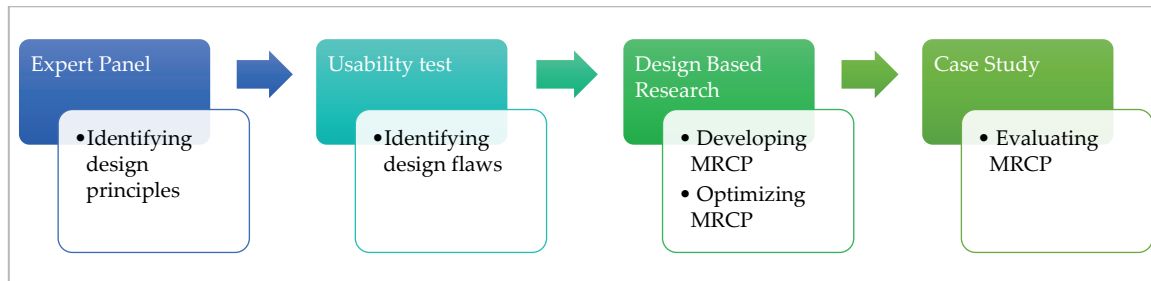 Expert Panel
•Identifying
design
principles
Usability test
•Identifying
design flaws
Design Based
Research
• Developing
MRCP
• Optimizing
MRCP
Case Study
• Evaluating
MRCP